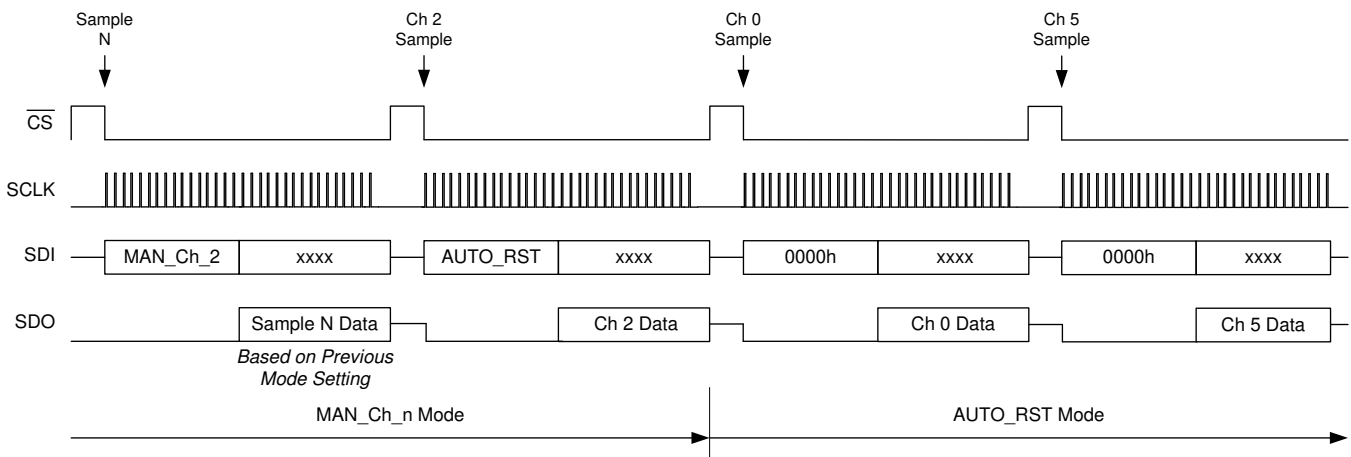 Sample
N
Ch 2
Sample
Ch 0
Sample
Ch 5
Sample
CS
SCLK
SDI
MAN_Ch_2
xxxx
AUTO_RST
xxxx
0000h
xxxx
0000h
xxxx
SDO
Sample N Data
Ch 2 Data
Ch 0 Data
Ch 5 Data
Based on Previous
Mode Setting
MAN_Ch_n Mode
AUTO_RST Mode